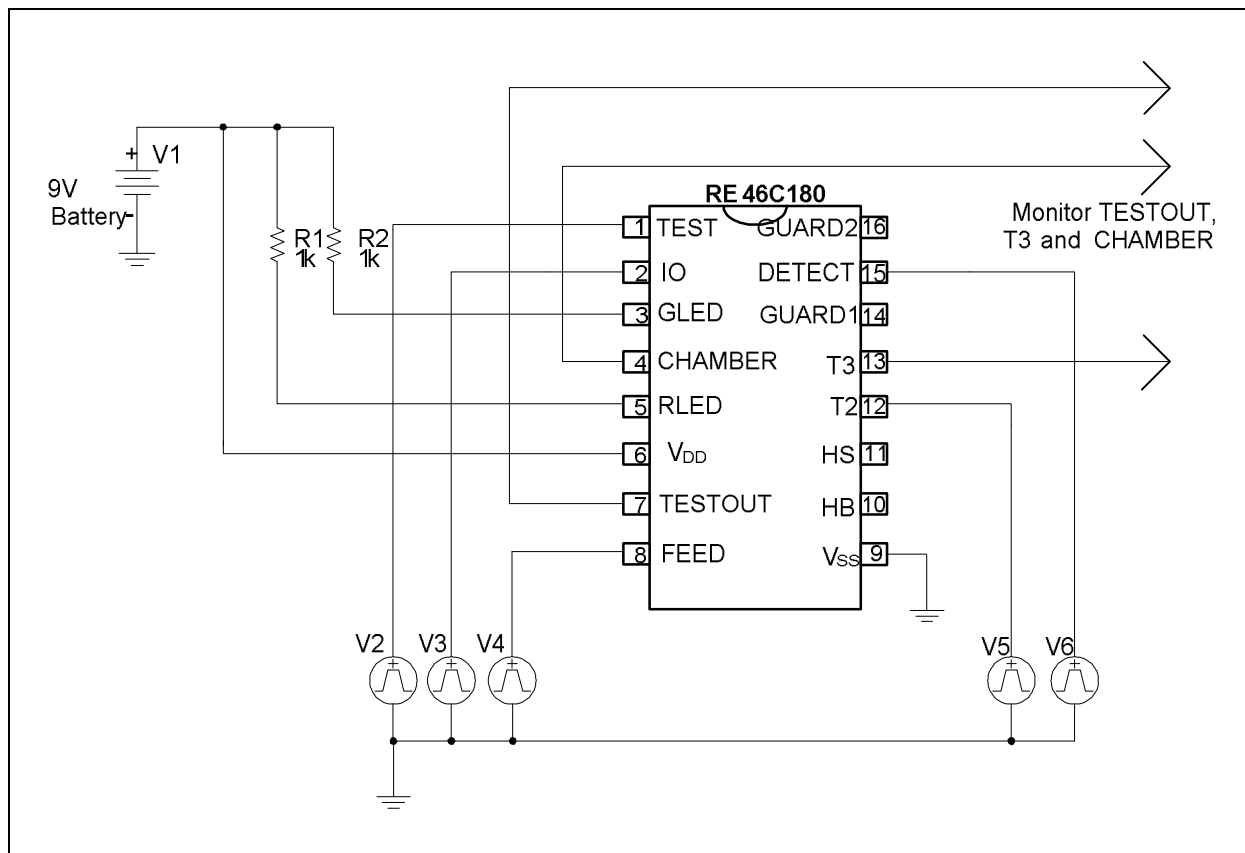 + V1
9V
Battery-
R1
1k
R2
1k
RE46C180
1 TEST
2 IO
3 GLED
4 CHAMBER
5 RLED
6 VDD
7 TESTOUT
8 FEED
GUARD2 16
DETECT 15
GUARD1 14
T3 13
T2 12
HS 11
HB 10
VSS 9
Monitor TESTOUT,
T3 and CHAMBER
V2
+
V3
+
V4
+
V5
+
V6
+